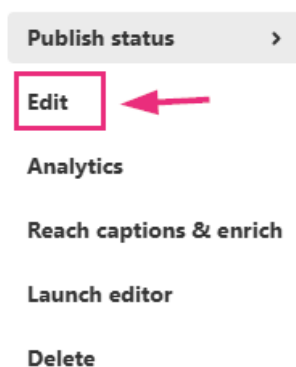 Publish status
Edit
Analytics
Reach captions & enrich
Launch editor
Delete